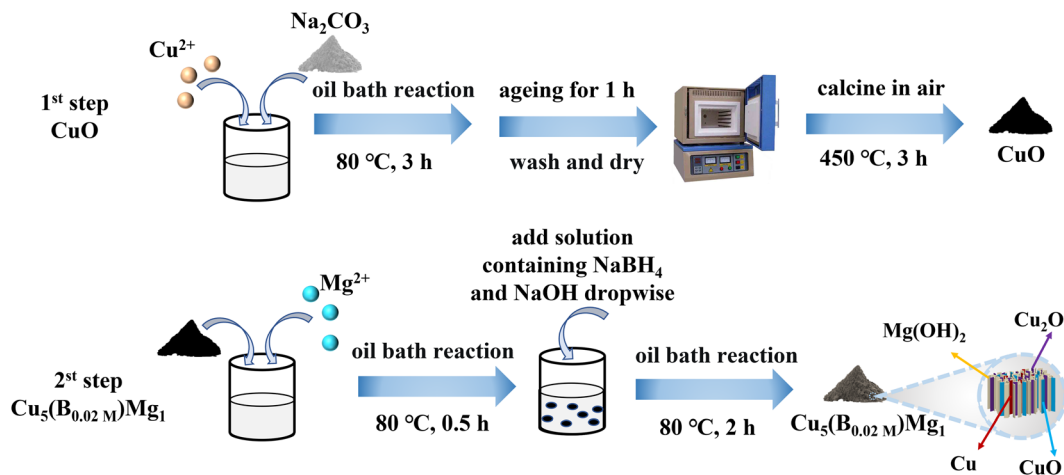 Na₂CO₃
Cu²⁺
1st step
CuO
oil bath reaction
80 °C, 3 h
ageing for 1 h
wash and dry
calcine in air
450 °C, 3 h
CuO
add solution
containing NaBH₄
and NaOH dropwise
Mg²⁺
2st step
Cu₅(B₀.₀₂ M)Mg₁
oil bath reaction
80 °C, 0.5 h
oil bath reaction
80 °C, 2 h
Cu₅(B₀.₀₂ M)Mg₁
Mg(OH)₂
Cu₂O
Cu
CuO